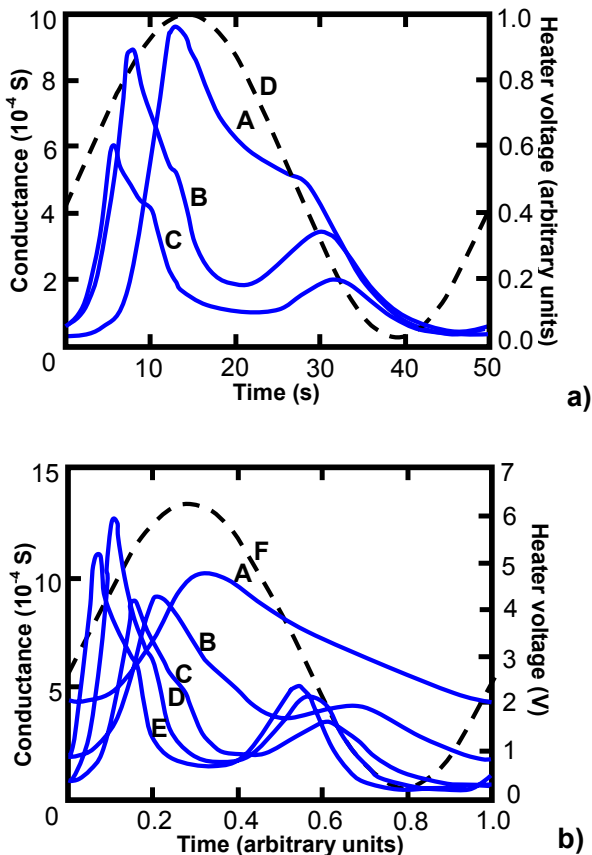 10
8
6
4
2
0
Conductance (10⁻⁴ S)
1.0
0.8
0.6
0.4
0.2
0.0
Heater voltage (arbitrary units)
D
A
B
C
10 20 30 40 50
Time (s)
a)
15
10
5
0
Conductance (10⁻⁴ S)
7
6
5
4
3
2
1
0
Heater voltage (V)
F
A
B
C
D
E
0.2 0.4 0.6 0.8 1.0
Time (arbitrary units)
b)